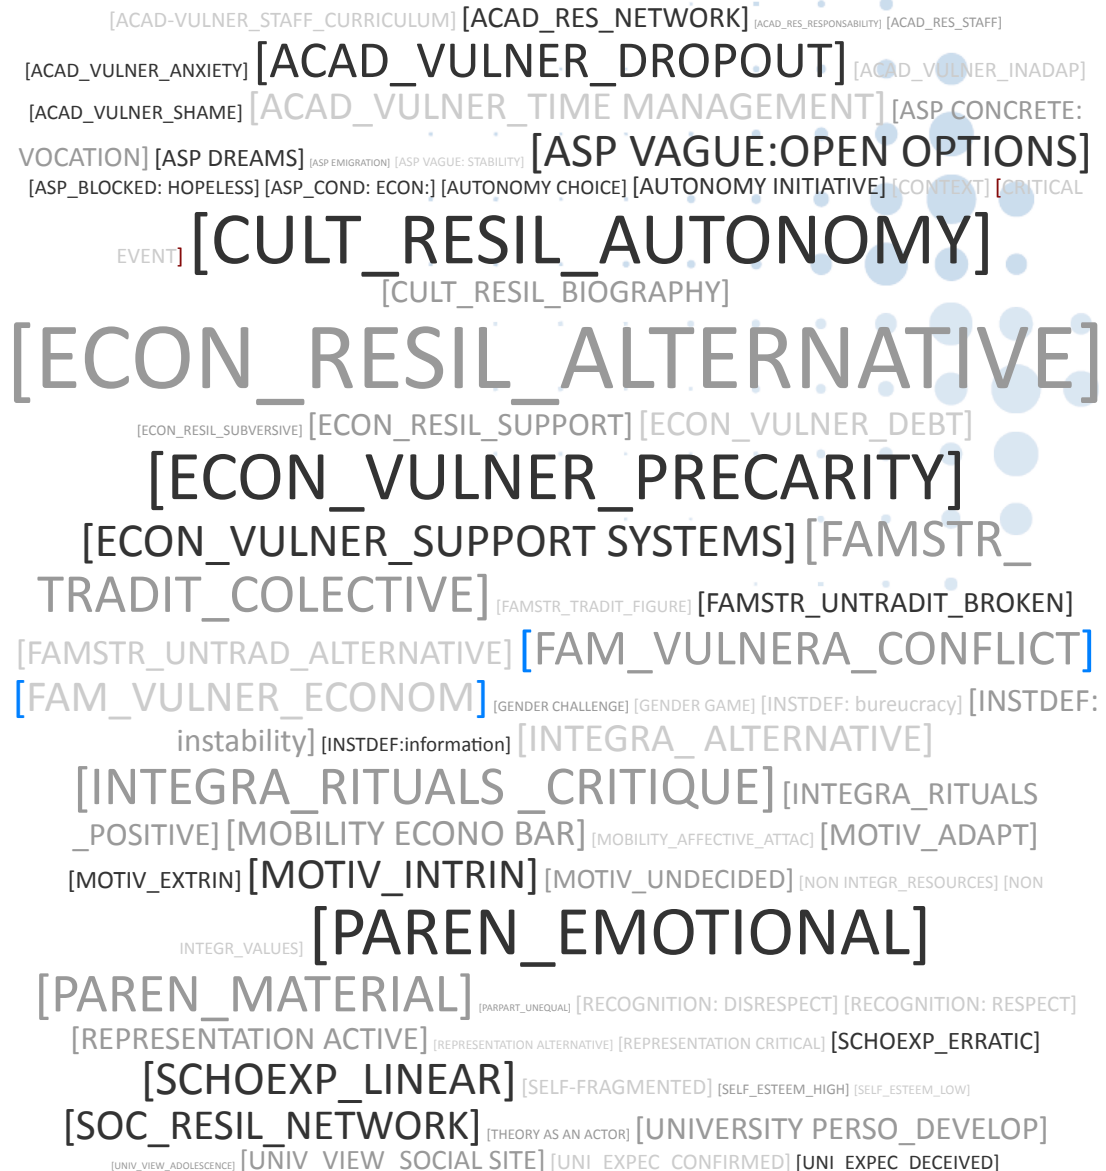 [ACAD-VULNER_STAFF_CURRICULUM] [ACAD_RES_NETWORK] [ACAD_RES_RESPONSABILITY] [ACAD_RES_STAFF]
[ACAD_VULNER_ANXIETY] [ACAD_VULNER_DROPOUT] [ACAD_VULNER_INADAP]
[ACAD_VULNER_SHAME] [ACAD_VULNER_TIME MANAGEMENT] [ASP CONCRETE:
VOCATION] [ASP DREAMS] [ASP EMIGRATION] [ASP VAGUE: STABILITY] [ASP VAGUE:OPEN OPTIONS]
[ASP_BLOCKED: HOPELESS] [ASP_COND: ECON:] [AUTONOMY CHOICE] [AUTONOMY INITIATIVE] [CONTEXT] [CRITICAL
EVENT] [CULT_RESIL_AUTONOMY]
[CULT_RESIL_BIOGRAPHY]
[ECON_RESIL_ALTERNATIVE]
[ECON_RESIL_SUBVERSIVE] [ECON_RESIL_SUPPORT] [ECON_VULNER_DEBT]
[ECON_VULNER_PRECARITY]
[ECON_VULNER_SUPPORT SYSTEMS] [FAMSTR_
TRADIT_COLECTIVE] [FAMSTR_TRADIT_FIGURE] [FAMSTR_UNTRADIT_BROKEN]
[FAMSTR_UNTRAD_ALTERNATIVE] [FAM_VULNERA_CONFLICT]
[FAM_VULNER_ECONOM] [GENDER CHALLENGE] [GENDER GAME] [INSTDEF: bureucracy] [INSTDEF:
instability] [INSTDEF:information] [INTEGRA_ ALTERNATIVE]
[INTEGRA_RITUALS _CRITIQUE] [INTEGRA_RITUALS
_POSITIVE] [MOBILITY ECONO BAR] [MOBILITY_AFFECTIVE_ATTAC] [MOTIV_ADAPT]
[MOTIV_EXTRIN] [MOTIV_INTRIN] [MOTIV_UNDECIDED] [NON INTEGR_RESOURCES] [NON
INTEGR_VALUES] [PAREN_EMOTIONAL]
[PAREN_MATERIAL] [PARPART_UNEQUAL] [RECOGNITION: DISRESPECT] [RECOGNITION: RESPECT]
[REPRESENTATION ACTIVE] [REPRESENTATION ALTERNATIVE] [REPRESENTATION CRITICAL] [SCHOEXP_ERRATIC]
[SCHOEXP_LINEAR] [SELF-FRAGMENTED] [SELF_ESTEEM_HIGH] [SELF_ESTEEM_LOW]
[SOC_RESIL_NETWORK] [THEORY AS AN ACTOR] [UNIVERSITY PERSO_DEVELOP]
[UNIV_VIEW_ADOLESCENCE] [UNIV_VIEW_SOCIAL SITE] [UNI_EXPEC_CONFIRMED] [UNI_EXPEC_DECEIVED]